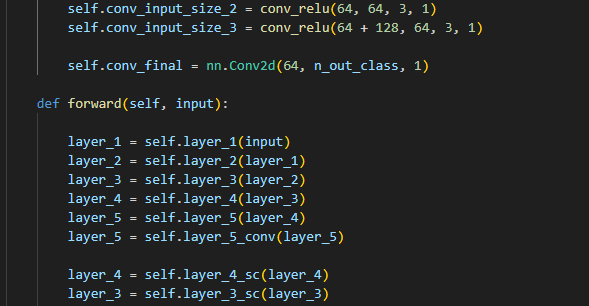 self.conv_input_size_2 = conv_relu(64, 64, 3, 1)
self.conv_input_size_3 = conv_relu(64 + 128, 64, 3, 1)
self.conv_final = nn.Conv2d(64, n_out_class, 1)
def forward(self, input):
layer_1 = self.layer_1(input)
layer_2 = self.layer_2(layer_1)
layer_3 = self.layer_3(layer_2)
layer_4 = self.layer_4(layer_3)
layer_5 = self.layer_5(layer_4)
layer_5 = self.layer_5_conv(layer_5)
layer_4 = self.layer_4_sc(layer_4)
layer_3 = self.layer_3_sc(layer_3)